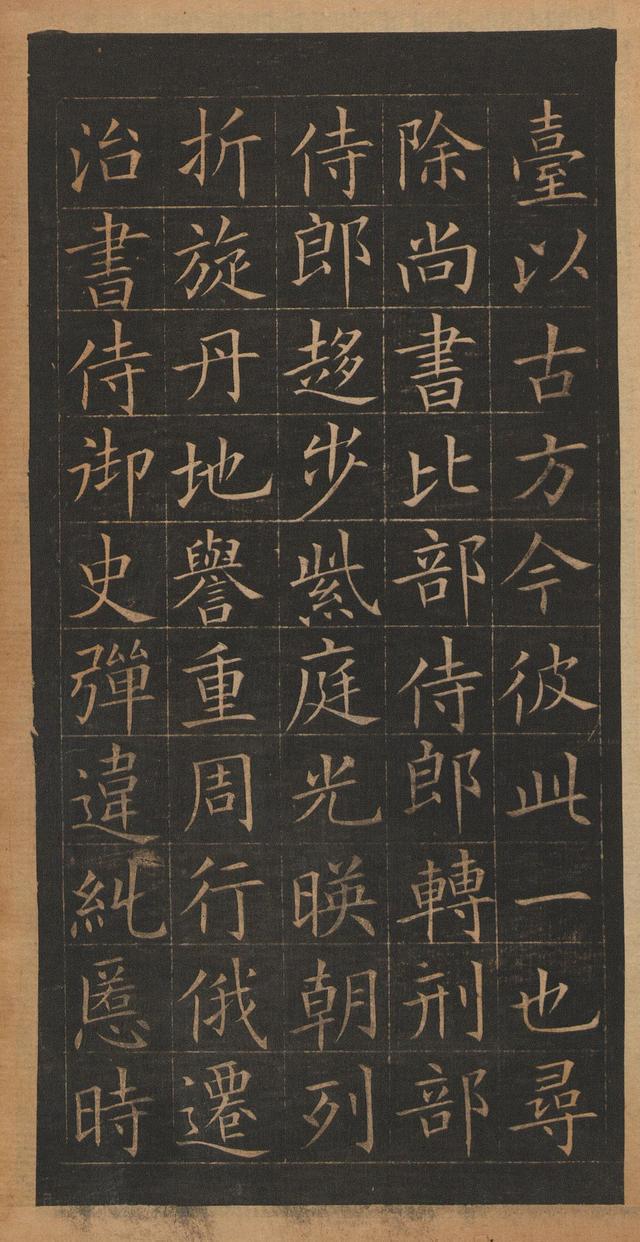 臺以古方今彼此一也尋
除尚書比部侍郎轉刑部
侍郎趍步紫庭光暎朝列
折旋丹地譽重周行俄遷
治書侍御史彈違糺慝時